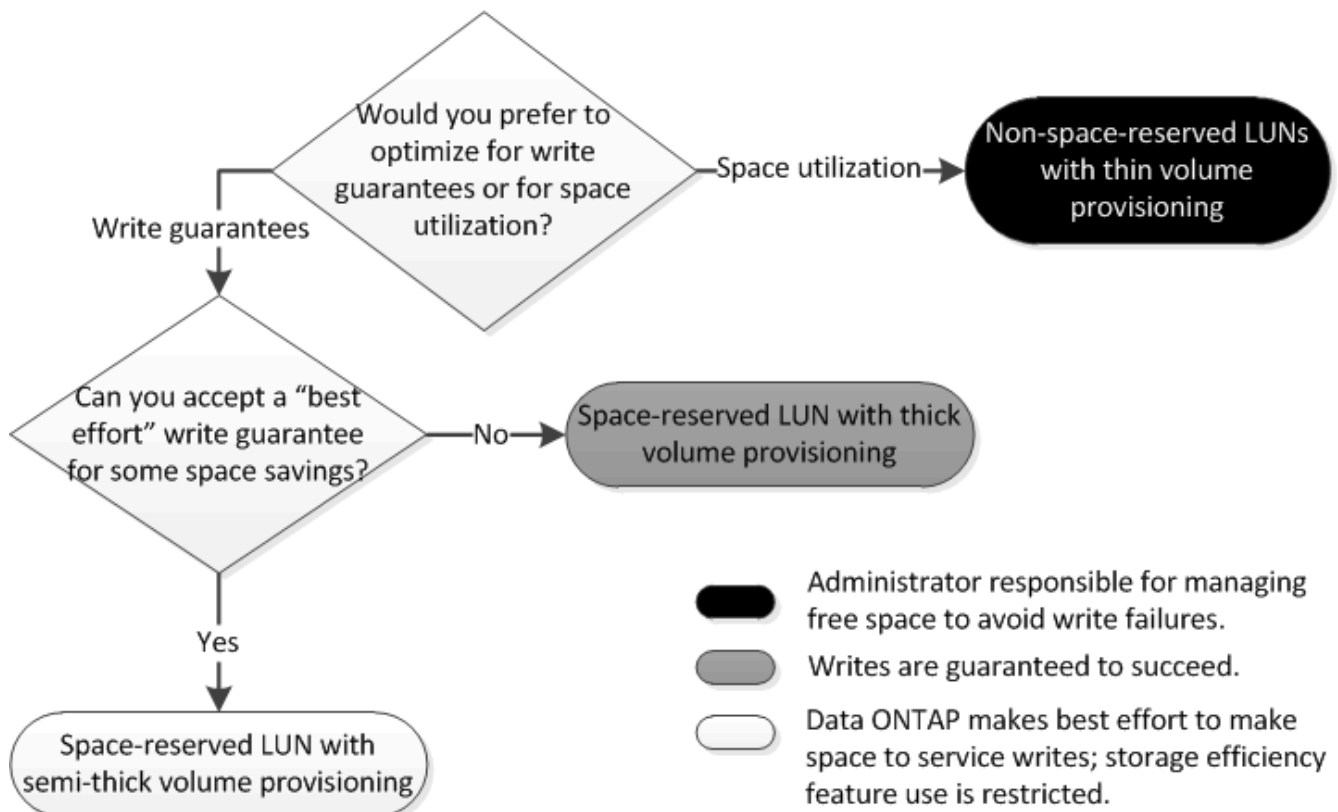 Would you prefer to
optimize for write
guarantees or for space
utilization?
Space utilization
Non-space-reserved LUNs
with thin volume
provisioning
Write guarantees
Can you accept a “best
effort” write guarantee
for some space savings?
No
Space-reserved LUN with thick
volume provisioning
Yes
Space-reserved LUN with
semi-thick volume provisioning
Administrator responsible for managing
free space to avoid write failures.
Writes are guaranteed to succeed.
Data ONTAP makes best effort to make
space to service writes; storage efficiency
feature use is restricted.